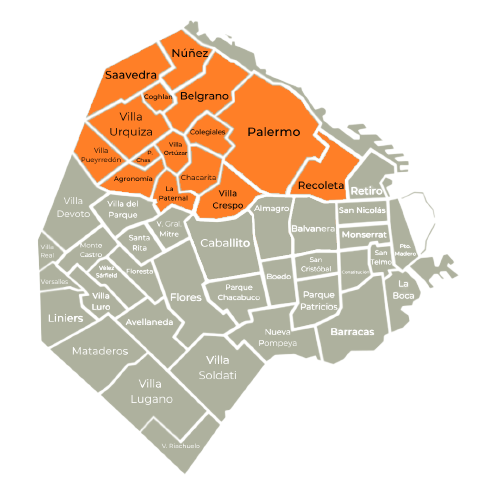 Núñez
Saavedra
Coghlan
Belgrano
Villa
Urquiza
Colegiales
Palermo
Villa
Ortúzar
Villa
Pueyrredón
P.
Chas
Agronomía
Chacarita
La
Paternal
Villa
Crespo
Recoleta
Retiro
Villa
Devoto
Villa del
Parque
Almagro
San Nicolás
Balvanera
Monserrat
V. Gral.
Mitre
Santa
Rita
Caballito
Villa
Real
Monte
Castro
San
Telmo
Pto.
Madero
Versalles
Vélez
Sársfield
Floresta
Boedo
San
Cristóbal
La
Boca
Villa
Luro
Flores
Parque
Chacabuco
Parque
Patricios
Liniers
Avellaneda
Nueva
Pompeya
Barracas
Mataderos
Villa
Soldati
Villa
Lugano
V. Riachuelo